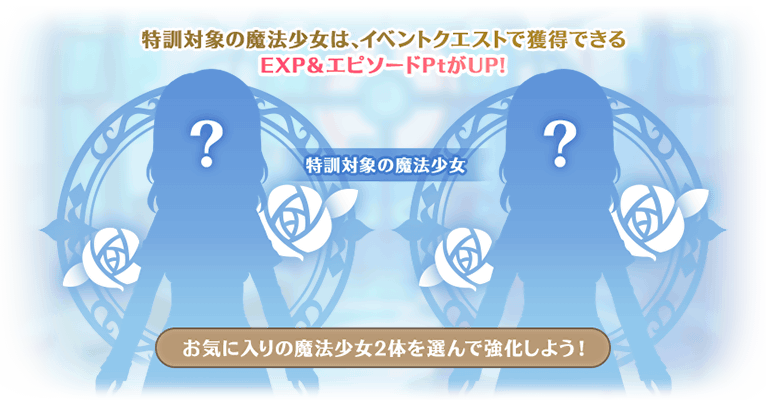 特訓対象の魔法少女は、イベントクエストで獲得できる
EXP&エピソードPtがUP!
?
?
特訓対象の魔法少女
お気に入りの魔法少女2体を選んで強化しよう!